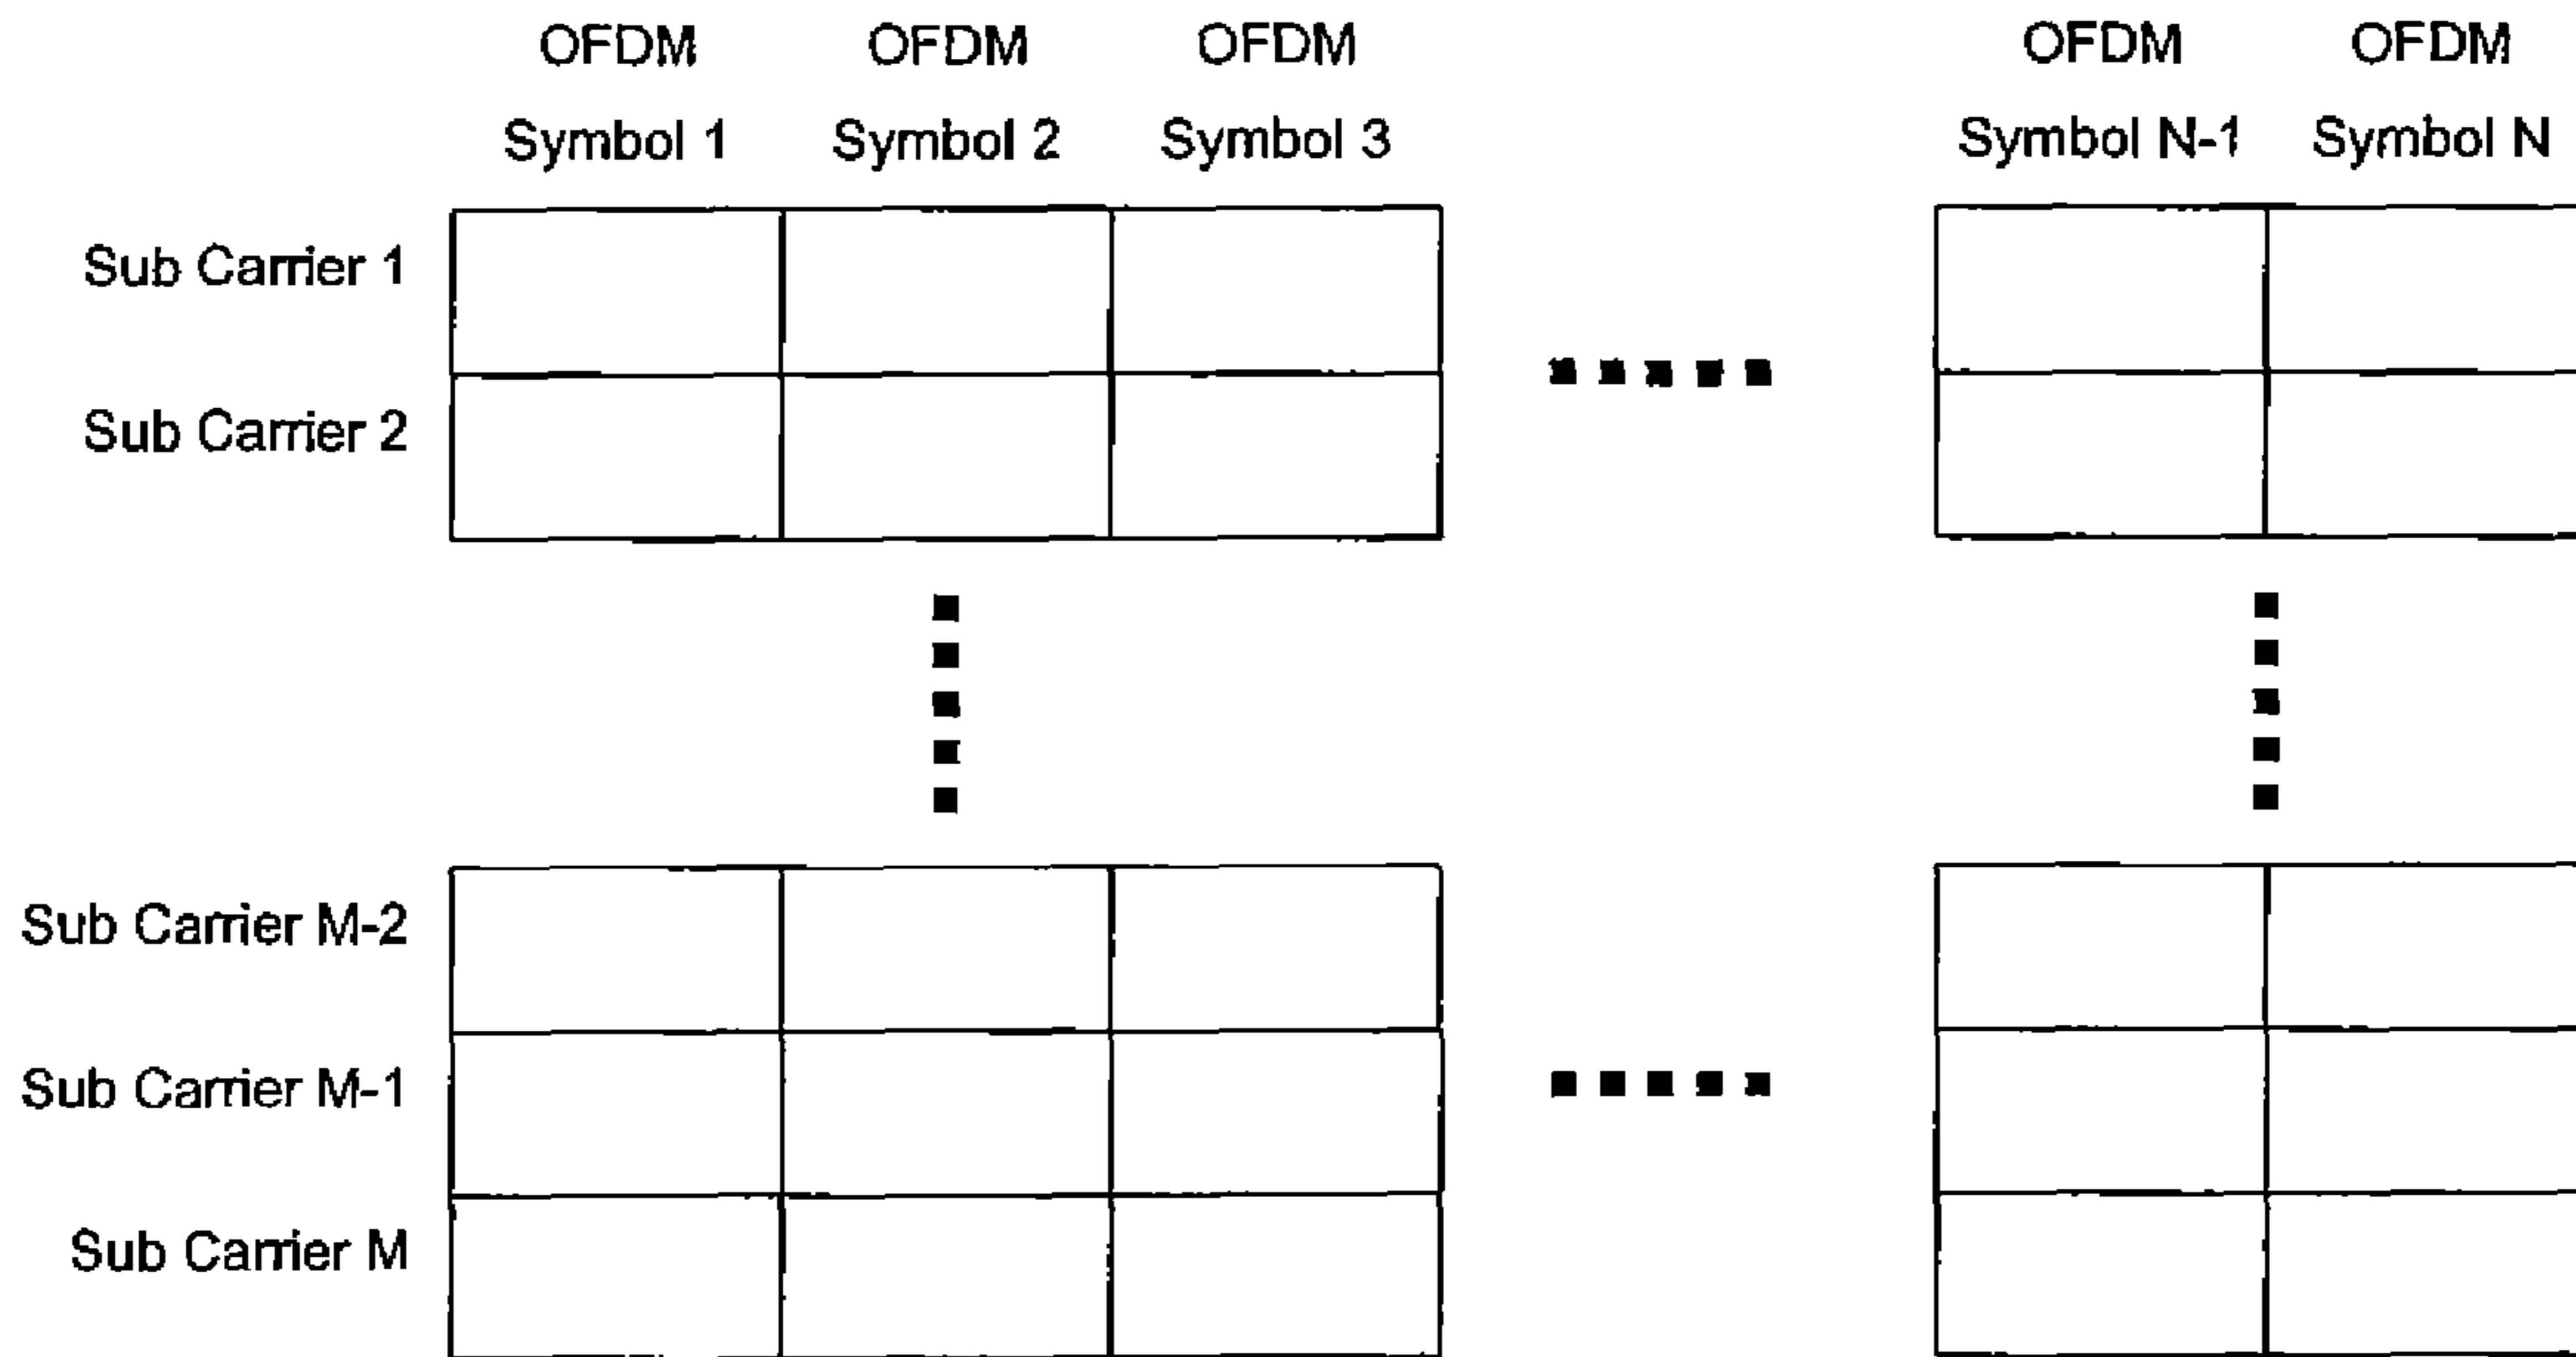 OFDM OFDM OFDM OFDM OFDM
Symbol 1 Symbol 2 Symbol 3 Symbol N-1 Symbol N
Sub Carrier 1
Sub Carrier 2
Sub Carrier M-2
Sub Carrier M-1
Sub Carrier M